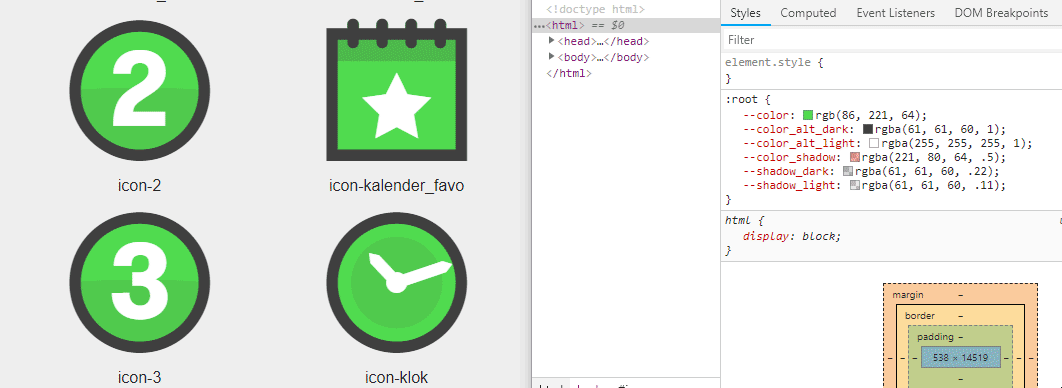 2
icon-2
icon-kalender_favo
3
icon-3
icon-klok
<!doctype html>
…<html> == $0
<head>…</head>
<body>…</body>
</html>
Styles Computed Event Listeners DOM Breakpoints
Filter
element.style {
}
:root {
--color: rgb(86, 221, 64);
--color_alt_dark: rgba(61, 61, 60, 1);
--color_alt_light: rgba(255, 255, 255, 1);
--color_shadow: rgba(221, 80, 64, .5);
--shadow_dark: rgba(61, 61, 60, .22);
--shadow_light: rgba(61, 61, 60, .11);
}
html {
display: block;
}
margin –
border –
padding –
– – – 538 × 14519 – – –
–